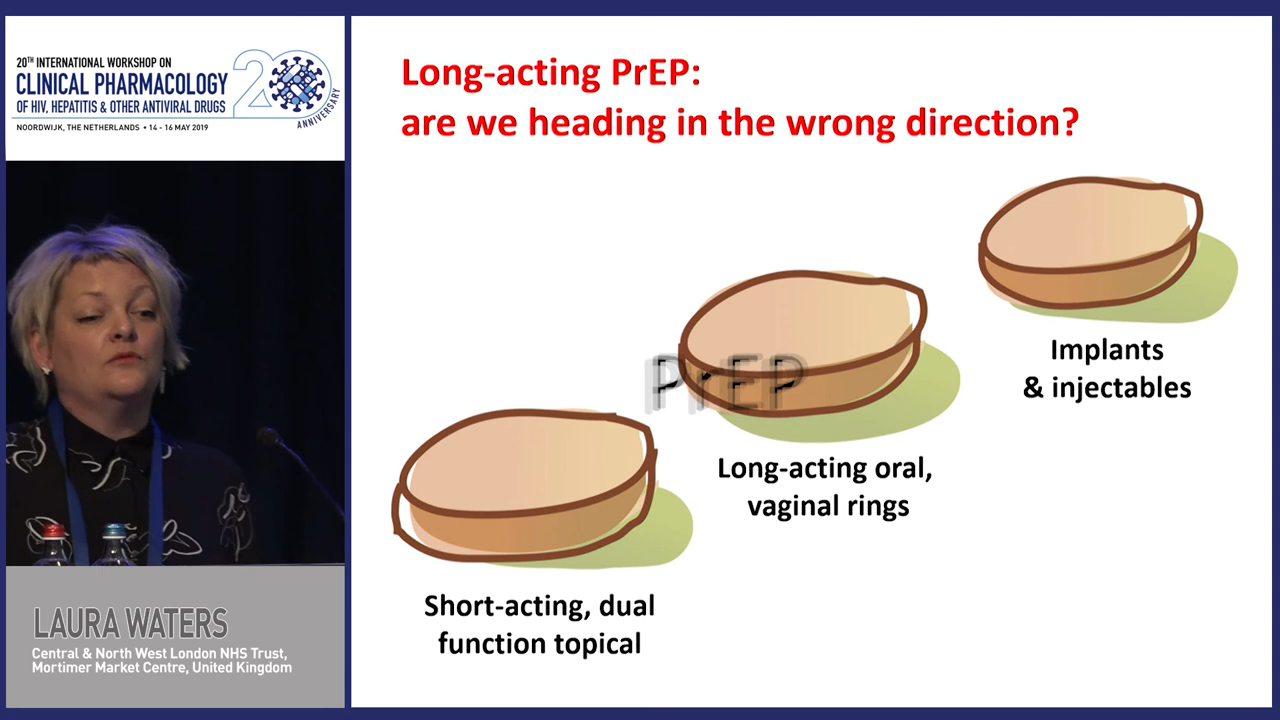 20TH INTERNATIONAL WORKSHOP ON
CLINICAL PHARMACOLOGY
OF HIV, HEPATITIS & OTHER ANTIVIRAL DRUGS
NOORDWIJK, THE NETHERLANDS • 14 - 16 MAY 2019
20
ANNIVERSARY
LAURA WATERS
Central & North West London NHS Trust,
Mortimer Market Centre, United Kingdom
Long-acting PrEP:
are we heading in the wrong direction?
Implants
& injectables
PrEP
Long-acting oral,
vaginal rings
Short-acting, dual
function topical